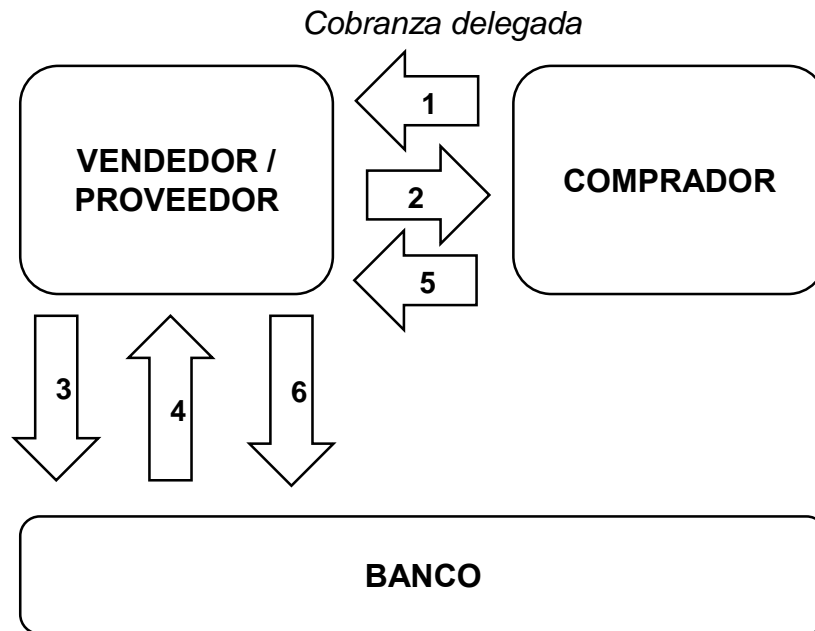 Cobranza delegada
1
VENDEDOR /
PROVEEDOR
COMPRADOR
2
5
3
4
6
BANCO